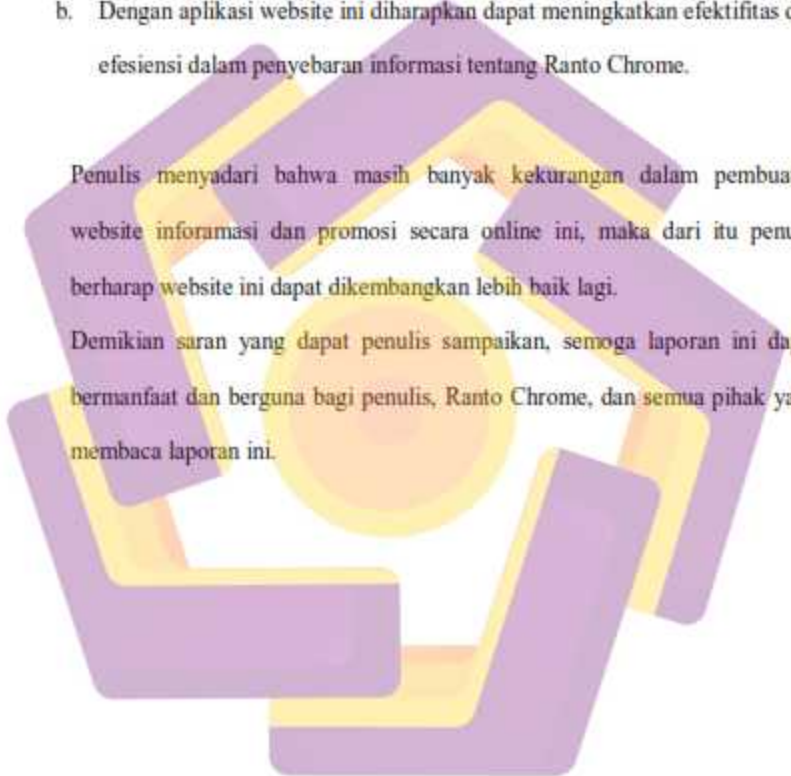 b. Dengan aplikasi website ini diharapkan dapat meningkatkan efektifitas
efesiensi dalam penyebaran informasi tentang Ranto Chrome.
Penulis menyadari bahwa masih banyak kekurangan dalam
website inforamasi dan promosi secara online ini, maka dari itu
berharap website ini dapat dikembangkan lebih baik lagi.
Demikian saran yang dapat penulis sampaikan, semoga laporan ini
bermanfaat dan berguna bagi penulis, Ranto Chrome, dan semua pihak
membaca laporan ini.